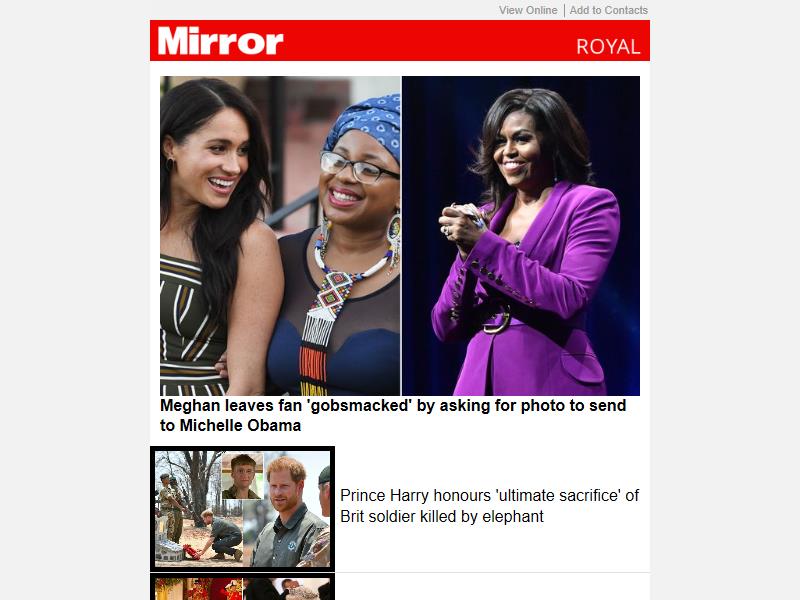 View Online | Add to Contacts
Mirror
ROYAL
Meghan leaves fan 'gobsmacked' by asking for photo to send
to Michelle Obama
Prince Harry honours 'ultimate sacrifice' of
Brit soldier killed by elephant